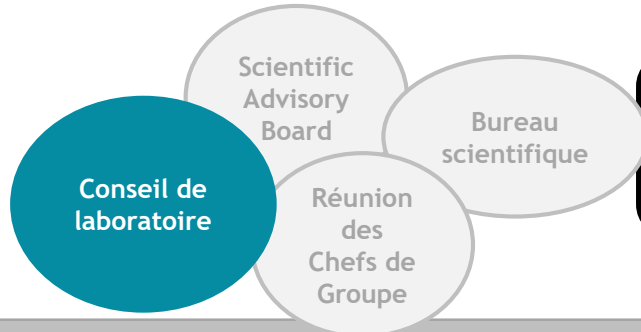 Scientific
Advisory
Board
Bureau
scientifique
Conseil de
laboratoire
Réunion
des
Chefs de
Groupe